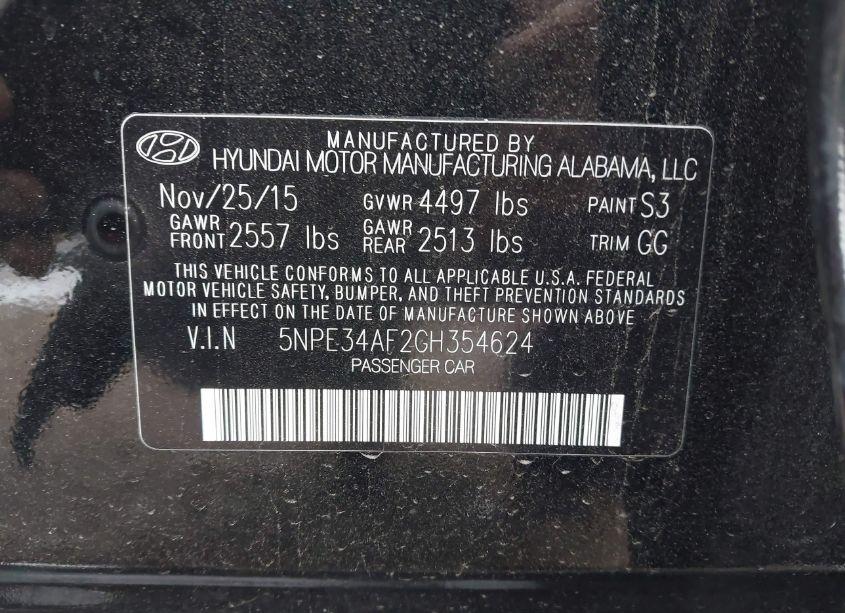 MANUFACTURED BY
HYUNDAI MOTOR MANUFACTURING ALABAMA, LLC
Nov/25/15 GVWR 4497 lbs PAINT S3
GAWR FRONT 2557 lbs GAWR REAR 2513 lbs TRIM GG
THIS VEHICLE CONFORMS TO ALL APPLICABLE U.S.A. FEDERAL
MOTOR VEHICLE SAFETY, BUMPER, AND THEFT PREVENTION STANDARDS
IN EFFECT ON THE DATE OF MANUFACTURE SHOWN ABOVE
V.I.N 5NPE34AF2GH354624
PASSENGER CAR